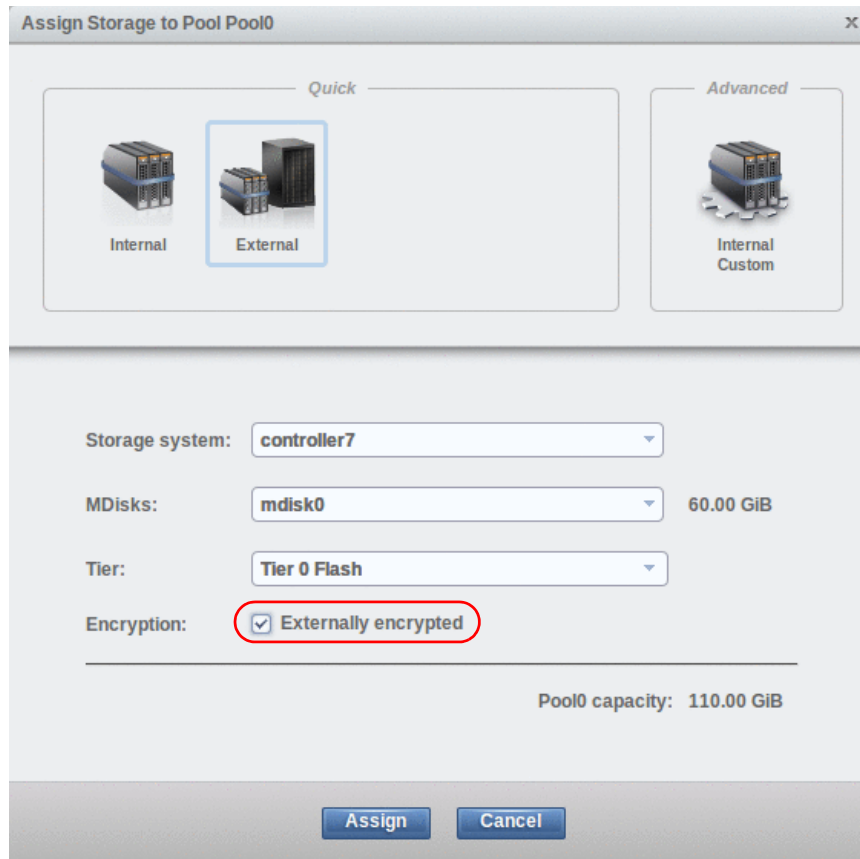 Assign Storage to Pool Pool0
x
Quick
Advanced
Internal
External
Internal
Custom
Storage system: controller7
MDisks: mdisk0 60.00 GiB
Tier: Tier 0 Flash
Encryption: Externally encrypted
Pool0 capacity: 110.00 GiB
Assign
Cancel